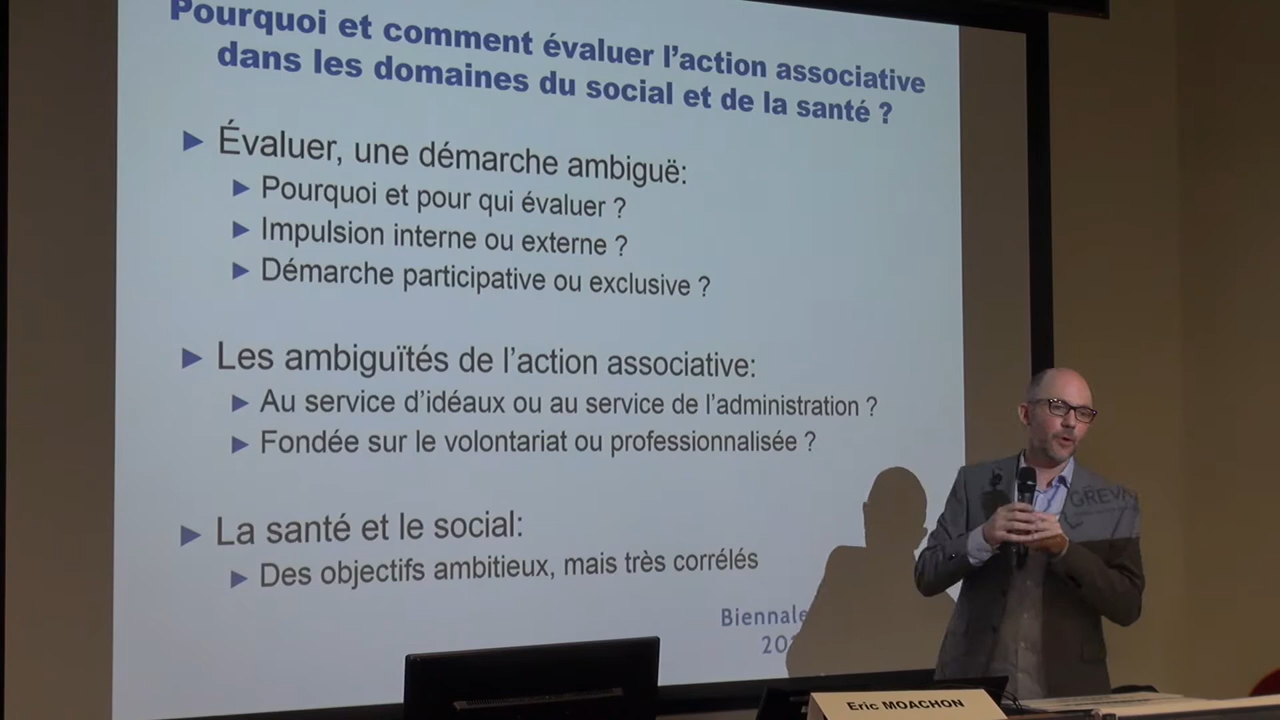 Pourquoi et comment évaluer l'action associative
dans les domaines du social et de la santé ?
Évaluer, une démarche ambiguë:
Pourquoi et pour qui évaluer ?
Impulsion interne ou externe ?
Démarche participative ou exclusive ?
Les ambiguïtés de l'action associative:
Au service d'idéaux ou au service de l'administration ?
Fondée sur le volontariat ou professionnalisée ?
La santé et le social:
Des objectifs ambitieux, mais très corrélés
Biennale
Eric MOACHON